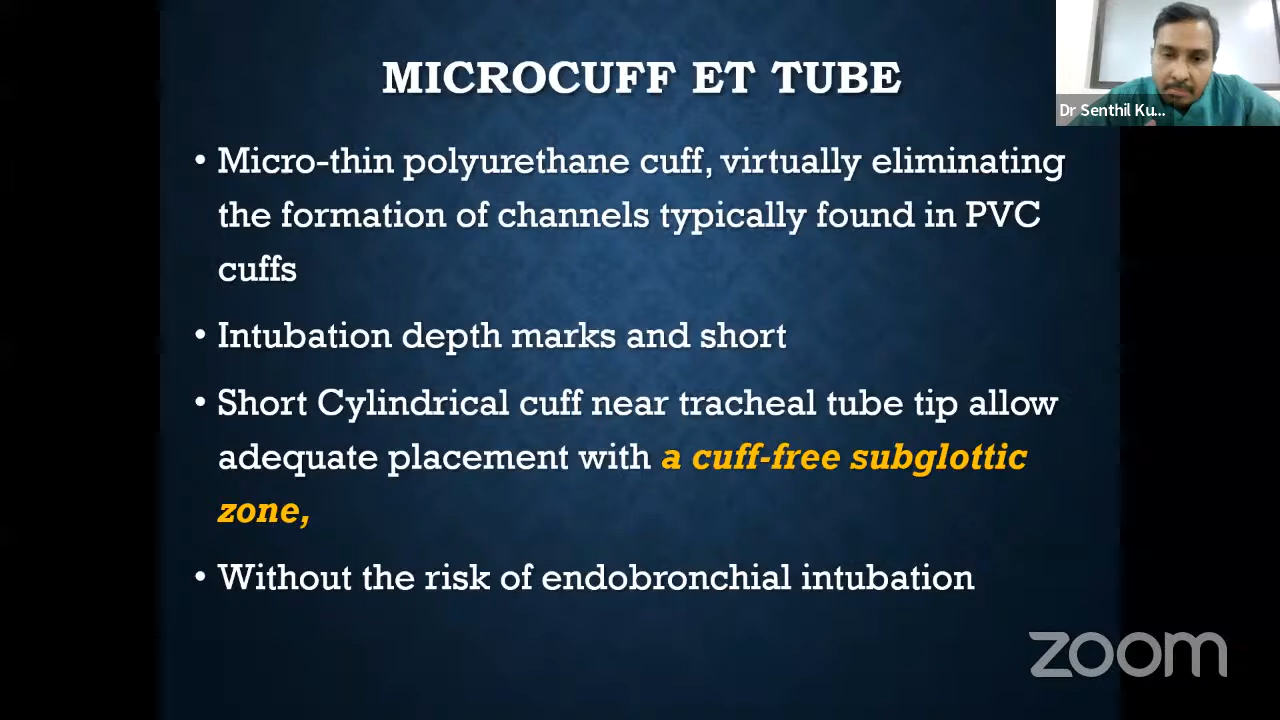 MICROCUFF ET TUBE
Dr Senthil Ku...
• Micro-thin polyurethane cuff, virtually eliminating
the formation of channels typically found in PVC
cuffs
• Intubation depth marks and short
• Short Cylindrical cuff near tracheal tube tip allow
adequate placement with a cuff-free subglottic
zone,
• Without the risk of endobronchial intubation
zoom